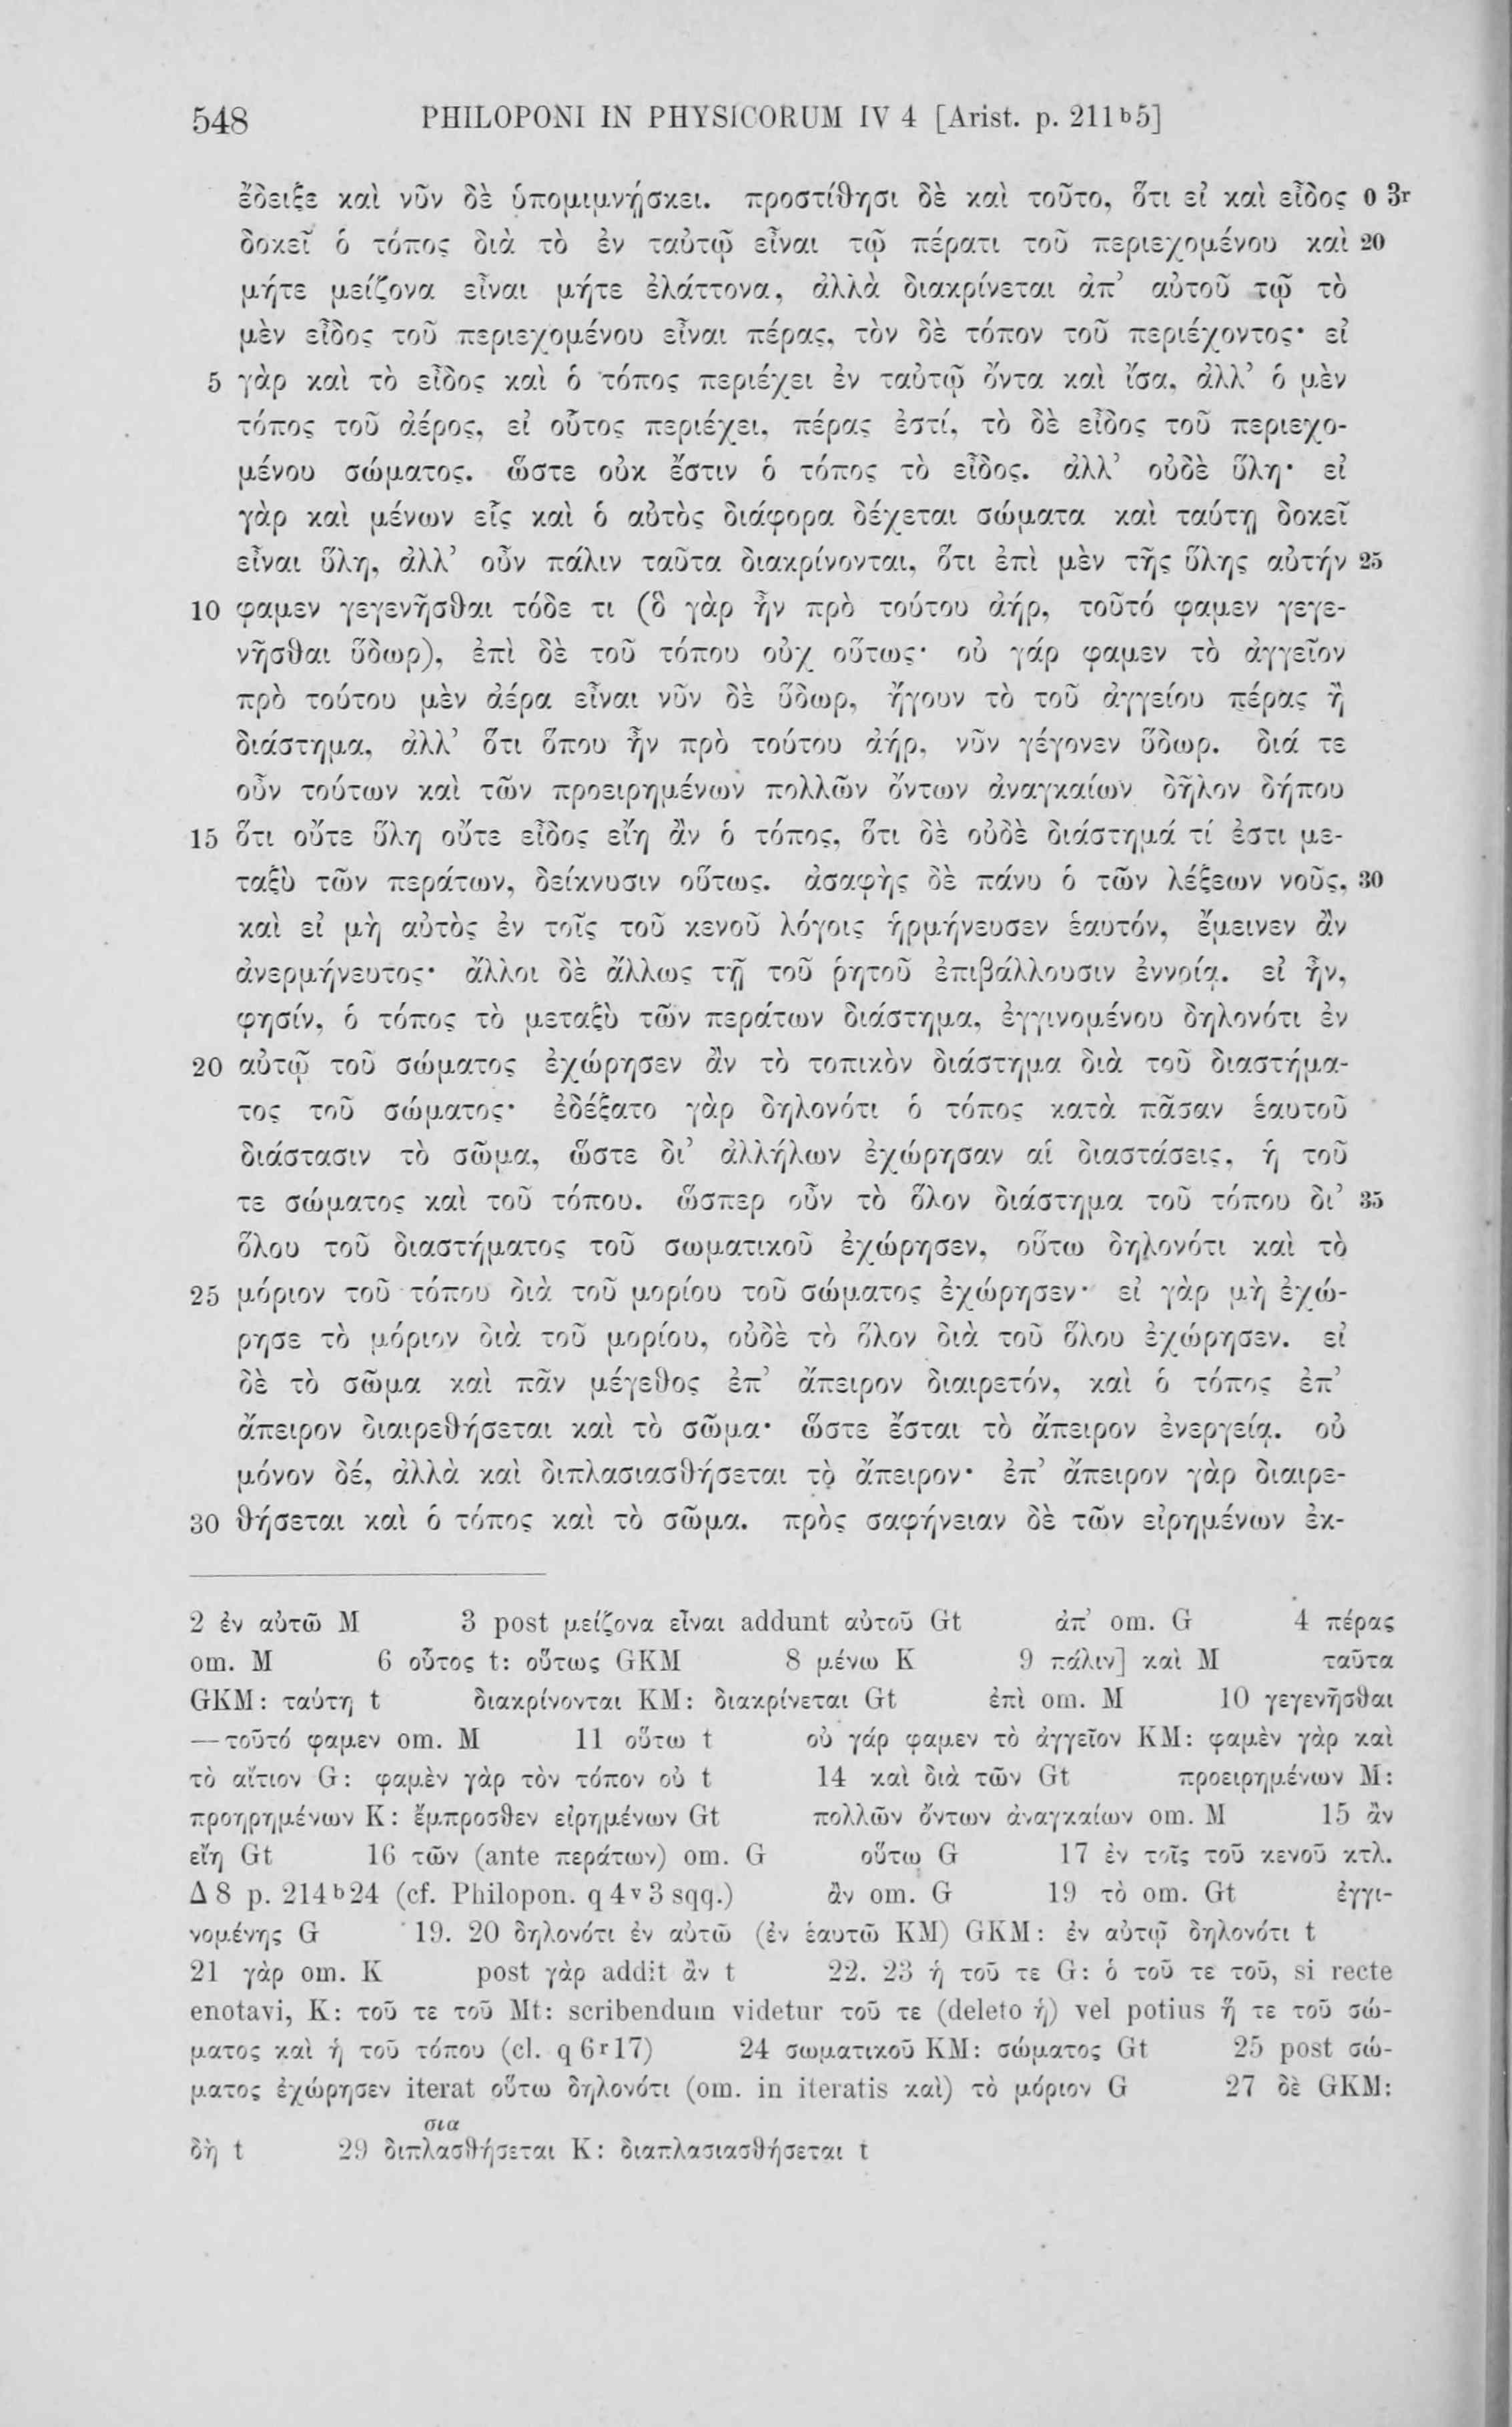 548 PHILOPONI IN PHYSICORUM IV 4 [Arist. p. 211b5]
ἔδειξε καὶ νῦν δὲ ὑπομιμνήσκει. προστίθησι δὲ καὶ τοῦτο, ὅτι εἰ καὶ εἶδος ο 3r
δοκεῖ ὁ τόπος διὰ τὸ ἐν ταὐτῷ εἶναι τῷ πέρατι τοῦ περιεχομένου καὶ 20
μήτε μείζονα εἶναι μήτε ἐλάττονα, ἀλλὰ διακρίνεται ἀπ’ αὐτοῦ τῷ τὸ
μὲν εἶδος τοῦ περιεχομένου εἶναι πέρας, τὸν δὲ τόπον τοῦ περιέχοντος· εἰ
5 γὰρ καὶ τὸ εἶδος καὶ ὁ τόπος περιέχει ἐν ταὐτῷ ὄντα καὶ ἴσα, ἀλλ’ ὁ μὲν
τόπος τοῦ ἀέρος, εἰ οὗτος περιέχει, πέρας ἐστί, τὸ δὲ εἶδος τοῦ περιεχο-
μένου σώματος. ὥστε οὐκ ἔστιν ὁ τόπος τὸ εἶδος. ἀλλ’ οὐδὲ ὕλη· εἰ
γὰρ καὶ μένων εἷς καὶ ὁ αὐτὸς διάφορα δέχεται σώματα καὶ ταύτῃ δοκεῖ
εἶναι ὕλη, ἀλλ’ οὖν πάλιν ταῦτα διακρίνονται, ὅτι ἐπὶ μὲν τῆς ὕλης αὐτήν 25
10 φαμεν γεγενῆσθαι τόδε τι (ὃ γὰρ ἦν πρὸ τούτου ἀήρ, τοῦτό φαμεν γεγε-
νῆσθαι ὕδωρ), ἐπὶ δὲ τοῦ τόπου οὐχ οὕτως· οὐ γάρ φαμεν τὸ ἀγγεῖον
πρὸ τούτου μὲν ἀέρα εἶναι νῦν δὲ ὕδωρ, ἤγουν τὸ τοῦ ἀγγείου πέρας ἢ
διάστημα, ἀλλ’ ὅτι ὅπου ἦν πρὸ τούτου ἀήρ, νῦν γέγονεν ὕδωρ. διά τε
οὖν τούτων καὶ τῶν προειρημένων πολλῶν ὄντων ἀναγκαίων δῆλον δήπου
15 ὅτι οὔτε ὕλη οὔτε εἶδος εἴη ἂν ὁ τόπος, ὅτι δὲ οὐδὲ διάστημά τί ἐστι με-
ταξὺ τῶν περάτων, δείκνυσιν οὕτως. ἀσαφὴς δὲ πάνυ ὁ τῶν λέξεων νοῦς, 30
καὶ εἰ μὴ αὐτὸς ἐν τοῖς τοῦ κενοῦ λόγοις ἡρμήνευσεν ἑαυτόν, ἔμεινεν ἂν
ἀνερμήνευτος· ἄλλοι δὲ ἄλλως τῇ τοῦ ῥητοῦ ἐπιβάλλουσιν ἐννοίᾳ. εἰ ἦν,
φησίν, ὁ τόπος τὸ μεταξὺ τῶν περάτων διάστημα, ἐγγινομένου δηλονότι ἐν
20 αὐτῷ τοῦ σώματος ἐχώρησεν ἂν τὸ τοπικὸν διάστημα διὰ τοῦ διαστήμα-
τος τοῦ σώματος· ἐδέξατο γὰρ δηλονότι ὁ τόπος κατὰ πᾶσαν ἑαυτοῦ
διάστασιν τὸ σῶμα, ὥστε δι’ ἀλλήλων ἐχώρησαν αἱ διαστάσεις, ἡ τοῦ
τε σώματος καὶ τοῦ τόπου. ὥσπερ οὖν τὸ ὅλον διάστημα τοῦ τόπου δι’ 35
ὅλου τοῦ διαστήματος τοῦ σωματικοῦ ἐχώρησεν, οὕτω δηλονότι καὶ τὸ
25 μόριον τοῦ τόπου διὰ τοῦ μορίου τοῦ σώματος ἐχώρησεν· εἰ γὰρ μὴ ἐχώ-
ρησε τὸ μόριον διὰ τοῦ μορίου, οὐδὲ τὸ ὅλον διὰ τοῦ ὅλου ἐχώρησεν. εἰ
δὲ τὸ σῶμα καὶ πᾶν μέγεθος ἐπ’ ἄπειρον διαιρετόν, καὶ ὁ τόπος ἐπ’
ἄπειρον διαιρεθήσεται καὶ τὸ σῶμα· ὥστε ἔσται τὸ ἄπειρον ἐνεργείᾳ. οὐ
μόνον δέ, ἀλλὰ καὶ διπλασιασθήσεται τὸ ἄπειρον· ἐπ’ ἄπειρον γὰρ διαιρε-
30 θήσεται καὶ ὁ τόπος καὶ τὸ σῶμα. πρὸς σαφήνειαν δὲ τῶν εἰρημένων ἐκ-
2 ἐν αὐτῶ M 3 post μείζονα εἶναι addunt αὐτοῦ Gt ἀπ’ om. G 4 πέρας
om. M 6 οὗτος t: οὕτως GKM 8 μένω K 9 πάλιν] καὶ M ταῦτα
GKM: ταύτη t διακρίνονται KM: διακρίνεται Gt ἐπὶ om. M 10 γεγενῆσθαι
—τοῦτό φαμεν om. M 11 οὕτω t οὐ γάρ φαμεν τὸ ἀγγεῖον KM: φαμὲν γὰρ καὶ
τὸ αἴτιον G: φαμὲν γὰρ τὸν τόπον οὐ t 14 καὶ διὰ τῶν Gt προειρημένων M:
προηρημένων K: ἔμπροσθεν εἰρημένων Gt πολλῶν ὄντων ἀναγκαίων om. M 15 ἂν
εἴη Gt 16 τῶν (ante περάτων) om. G οὕτω G 17 ἐν τοῖς τοῦ κενοῦ κτλ.
Δ 8 p. 214b24 (cf. Philopon. q 4v 3 sqq.) ἂν om. G 19 τὸ om. Gt ἐγγι-
νομένης G 19. 20 δηλονότι ἐν αὐτῶ (ἐν ἑαυτῶ KM) GKM: ἐν αὐτῷ δηλονότι t
21 γὰρ om. K post γὰρ addit ἂν t 22. 23 ἡ τοῦ τε G: ὁ τοῦ τε τοῦ, si recte
enotavi, K: τοῦ τε τοῦ Mt: scribendum videtur τοῦ τε (deleto ἡ) vel potius ἥ τε τοῦ σώ-
ματος καὶ ἡ τοῦ τόπου (cl. q 6r 17) 24 σωματικοῦ KM: σώματος Gt 25 post σώ-
ματος ἐχώρησεν iterat οὕτω δηλονότι (om. in iteratis καὶ) τὸ μόριον G 27 δὲ GKM:
σια
δὴ t 29 διπλασθήσεται K: διαπλασιασθήσεται t